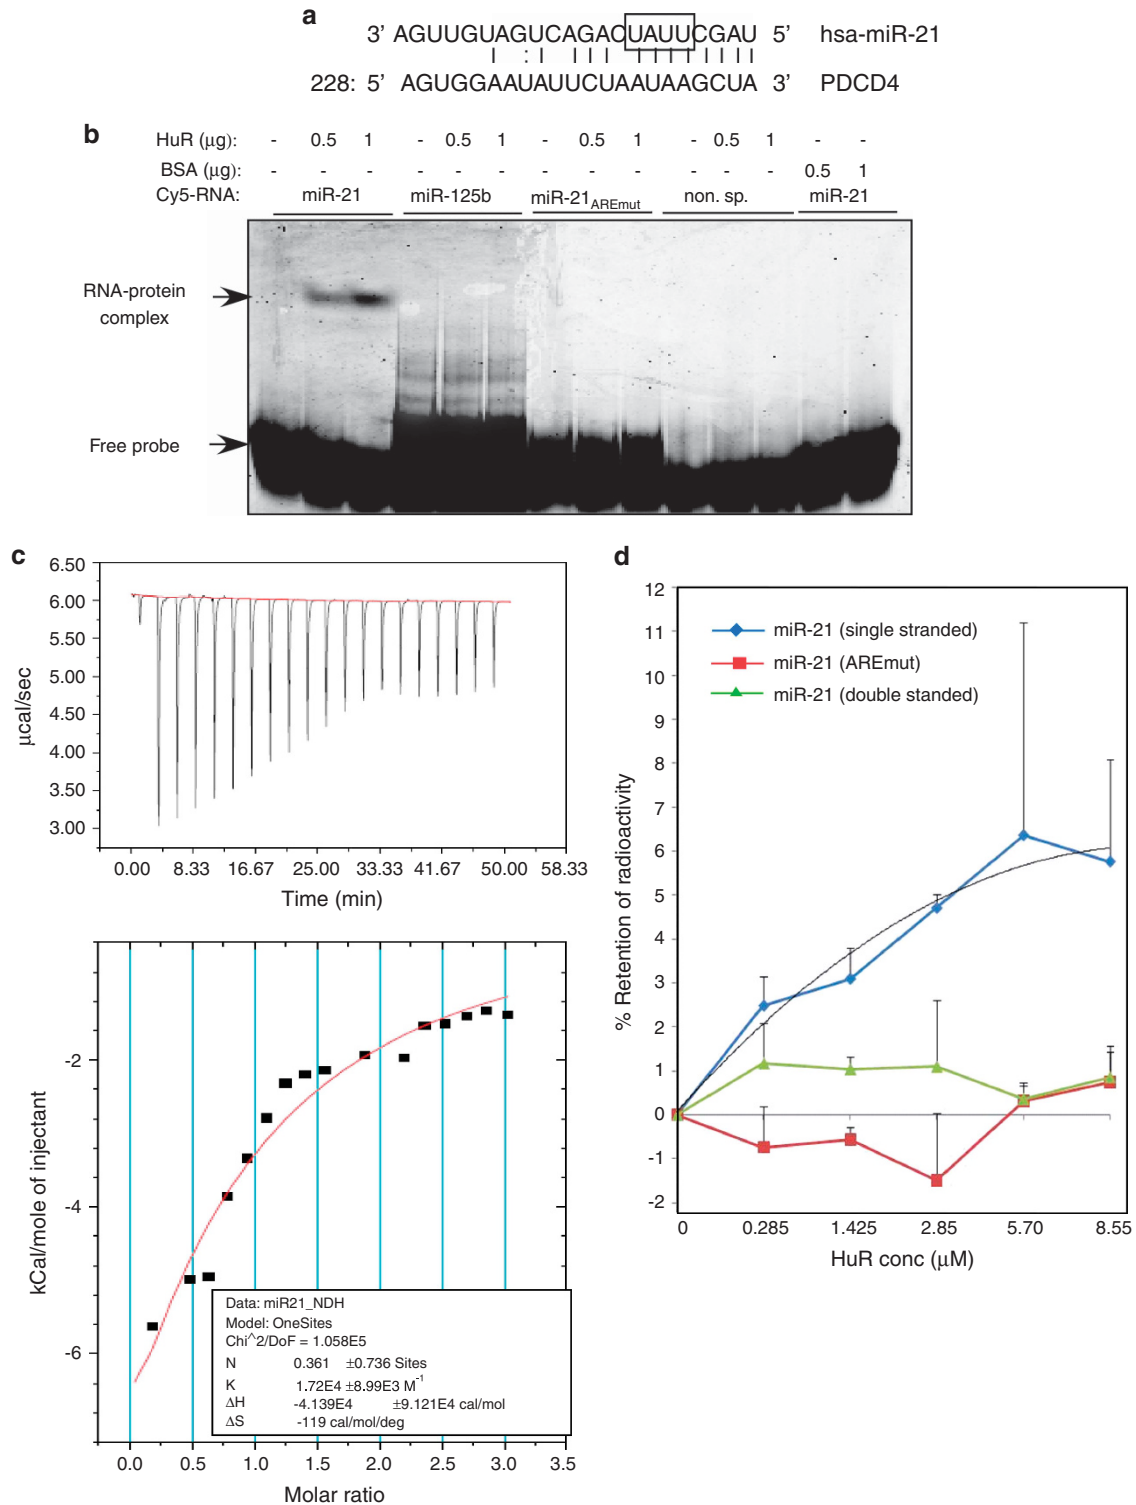 a
3' AGUUGUAGUCAGACUAUUCGAU 5' hsa-miR-21
228: 5' AGUGGAAUAUUCUAAUAAGCUA 3' PDCD4
b
HuR (µg): - 0.5 1 - 0.5 1 - 0.5 1 - 0.5 1 - -
BSA (µg): - - - - - - - - - - - - 0.5 1
Cy5-RNA: miR-21 miR-125b miR-21AREmut non. sp. miR-21
RNA-protein
complex
Free probe
c
6.50
6.00
5.50
5.00
4.50
4.00
3.50
3.00
µcal/sec
0.00 8.33 16.67 25.00 33.33 41.67 50.00 58.33
Time (min)
-2
-4
-6
kCal/mole of injectant
Data: miR21_NDH
Model: OneSites
Chi^2/DoF = 1.058E5
N 0.361 ±0.736 Sites
K 1.72E4 ±8.99E3 M-1
ΔH -4.139E4 ±9.121E4 cal/mol
ΔS -119 cal/mol/deg
0.0 0.5 1.0 1.5 2.0 2.5 3.0 3.5
Molar ratio
d
12
11
10
9
8
7
6
5
4
3
2
1
0
-1
-2
% Retention of radioactivity
miR-21 (single stranded)
miR-21 (AREmut)
miR-21 (double standed)
0 0.285 1.425 2.85 5.70 8.55
HuR conc (µM)